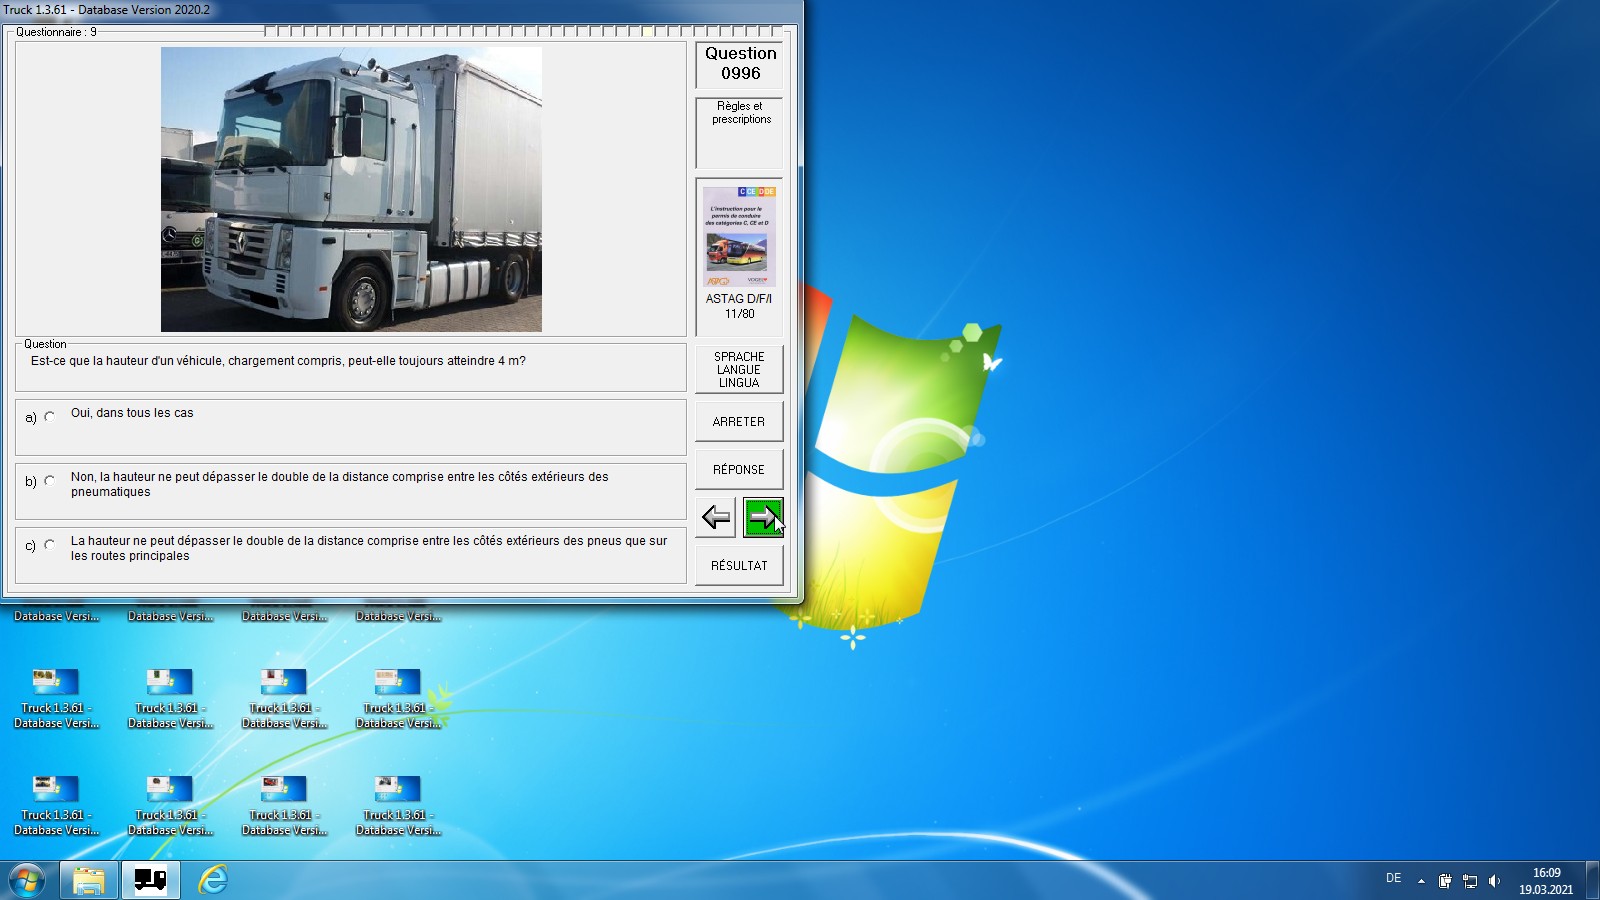 Truck 1.3.61 - Database Version 2020.2
Questionnaire : 9
Question
0996
Règles et
prescriptions
C CE D DE
L'instruction pour le
permis de conduire
des catégories C, CE et D
ASTAG D/F/I
11/80
Question
Est-ce que la hauteur d'un véhicule, chargement compris, peut-elle toujours atteindre 4 m?
SPRACHE
LANGUE
LINGUA
a) Oui, dans tous les cas
ARRETER
b) Non, la hauteur ne peut dépasser le double de la distance comprise entre les côtés extérieurs des
pneumatiques
RÉPONSE
c) La hauteur ne peut dépasser le double de la distance comprise entre les côtés extérieurs des pneus que sur
les routes principales
RÉSULTAT
Database Versi... Database Versi... Database Versi... Database Versi...
Truck 1.3.61 - Truck 1.3.61 - Truck 1.3.61 - Truck 1.3.61 -
Database Versi... Database Versi... Database Versi... Database Versi...
Truck 1.3.61 - Truck 1.3.61 - Truck 1.3.61 - Truck 1.3.61 -
Database Versi... Database Versi... Database Versi... Database Versi...
DE
16:09
19.03.2021